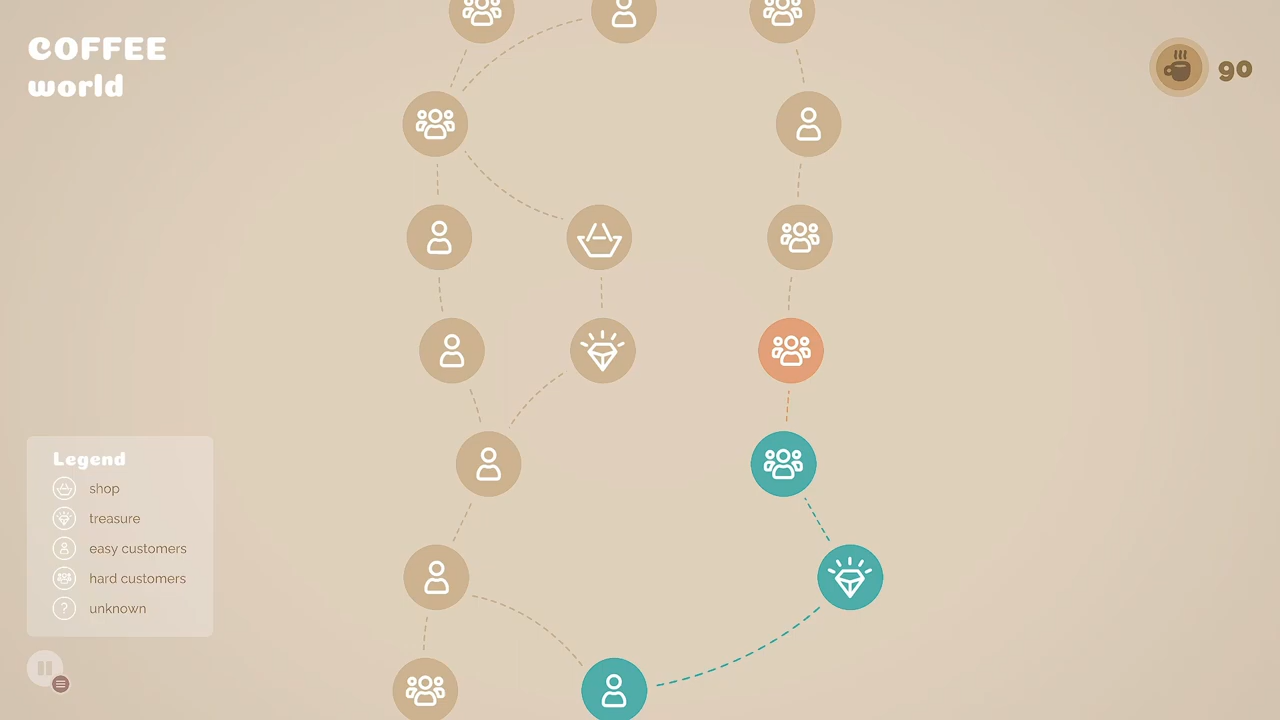 COFFEE
world
90
Legend
shop
treasure
easy customers
hard customers
? unknown